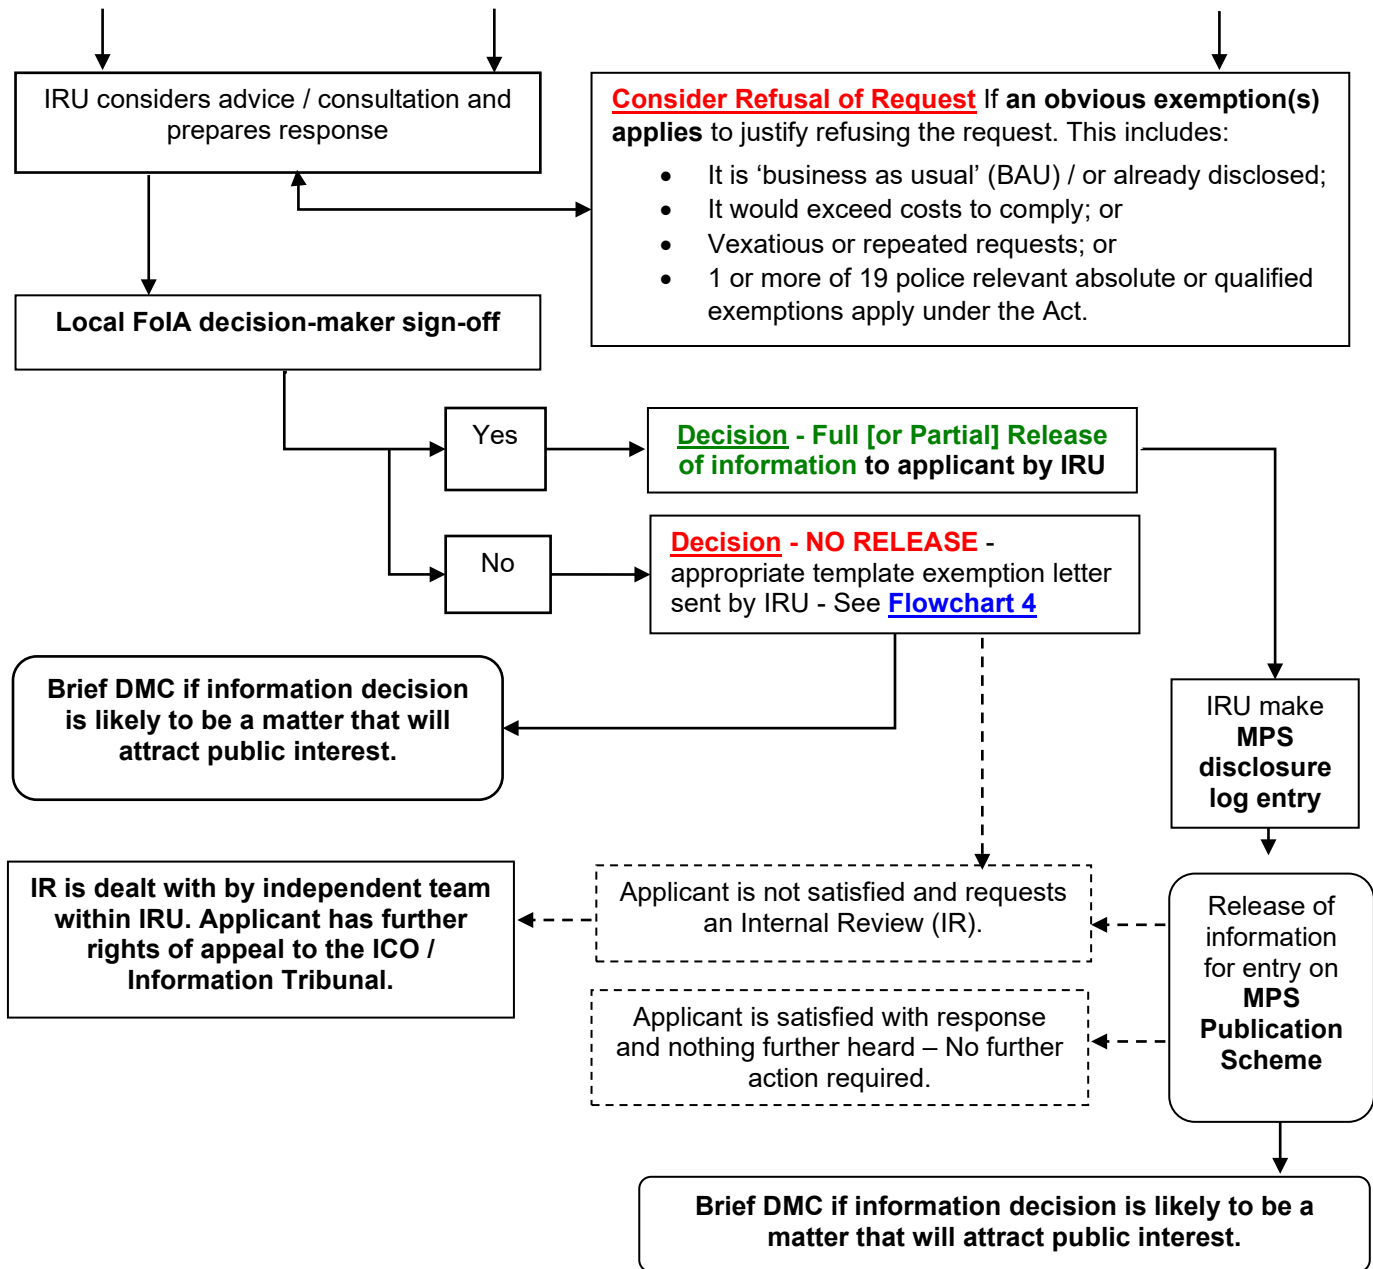 IRU considers advice / consultation and
prepares response
Consider Refusal of Request If an obvious exemption(s)
applies to justify refusing the request. This includes:
• It is ‘business as usual’ (BAU) / or already disclosed;
• It would exceed costs to comply; or
• Vexatious or repeated requests; or
• 1 or more of 19 police relevant absolute or qualified
exemptions apply under the Act.
Local FoIA decision-maker sign-off
Yes
Decision - Full [or Partial] Release
of information to applicant by IRU
No
Decision - NO RELEASE -
appropriate template exemption letter
sent by IRU - See Flowchart 4
Brief DMC if information decision
is likely to be a matter that will
attract public interest.
IRU make
MPS
disclosure
log entry
IR is dealt with by independent team
within IRU. Applicant has further
rights of appeal to the ICO /
Information Tribunal.
Applicant is not satisfied and requests
an Internal Review (IR).
Release of
information
for entry on
MPS
Publication
Scheme
Applicant is satisfied with response
and nothing further heard – No further
action required.
Brief DMC if information decision is likely to be a
matter that will attract public interest.